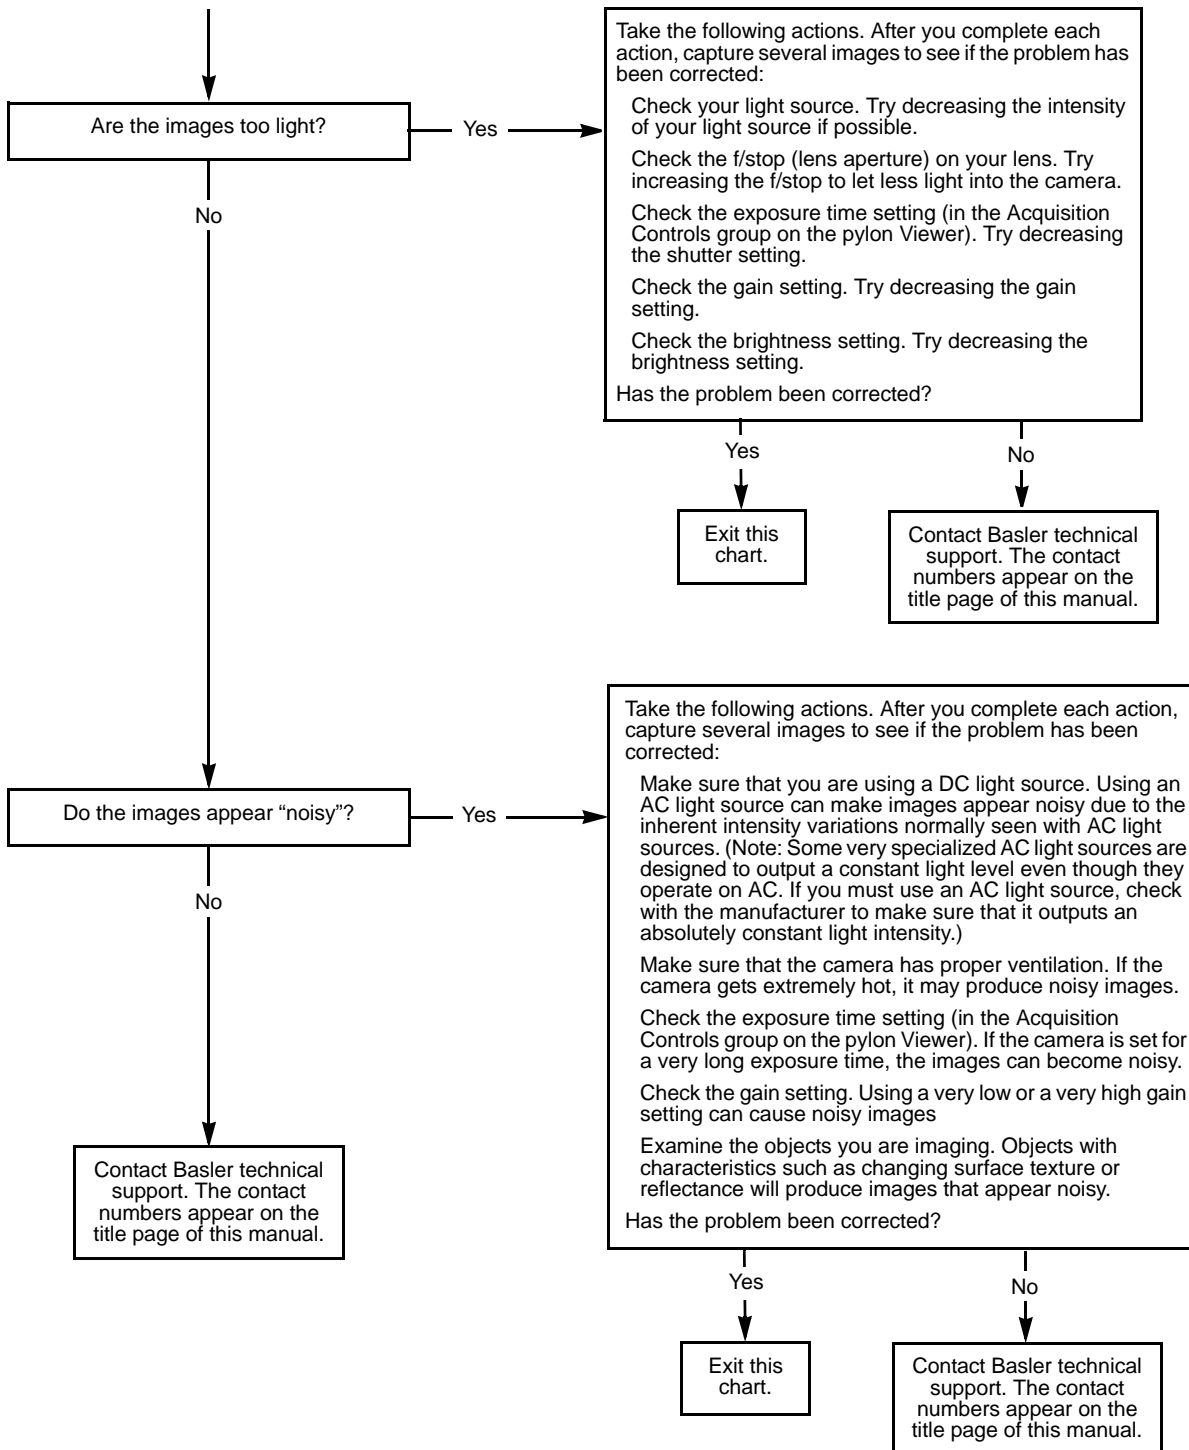 Take the following actions. After you complete each
action, capture several images to see if the problem has
been corrected:
Check your light source. Try decreasing the intensity
of your light source if possible.
Check the f/stop (lens aperture) on your lens. Try
increasing the f/stop to let less light into the camera.
Check the exposure time setting (in the Acquisition
Controls group on the pylon Viewer). Try decreasing
the shutter setting.
Check the gain setting. Try decreasing the gain
setting.
Check the brightness setting. Try decreasing the
brightness setting.
Has the problem been corrected?
Are the images too light?
Yes
No
Yes
No
Exit this
chart.
Contact Basler technical
support. The contact
numbers appear on the
title page of this manual.
Take the following actions. After you complete each action,
capture several images to see if the problem has been
corrected:
Make sure that you are using a DC light source. Using an
AC light source can make images appear noisy due to the
inherent intensity variations normally seen with AC light
sources. (Note: Some very specialized AC light sources are
designed to output a constant light level even though they
operate on AC. If you must use an AC light source, check
with the manufacturer to make sure that it outputs an
absolutely constant light intensity.)
Make sure that the camera has proper ventilation. If the
camera gets extremely hot, it may produce noisy images.
Check the exposure time setting (in the Acquisition
Controls group on the pylon Viewer). If the camera is set for
a very long exposure time, the images can become noisy.
Check the gain setting. Using a very low or a very high gain
setting can cause noisy images
Examine the objects you are imaging. Objects with
characteristics such as changing surface texture or
reflectance will produce images that appear noisy.
Has the problem been corrected?
Do the images appear “noisy”?
Yes
No
Contact Basler technical
support. The contact
numbers appear on the
title page of this manual.
Yes
No
Exit this
chart.
Contact Basler technical
support. The contact
numbers appear on the
title page of this manual.